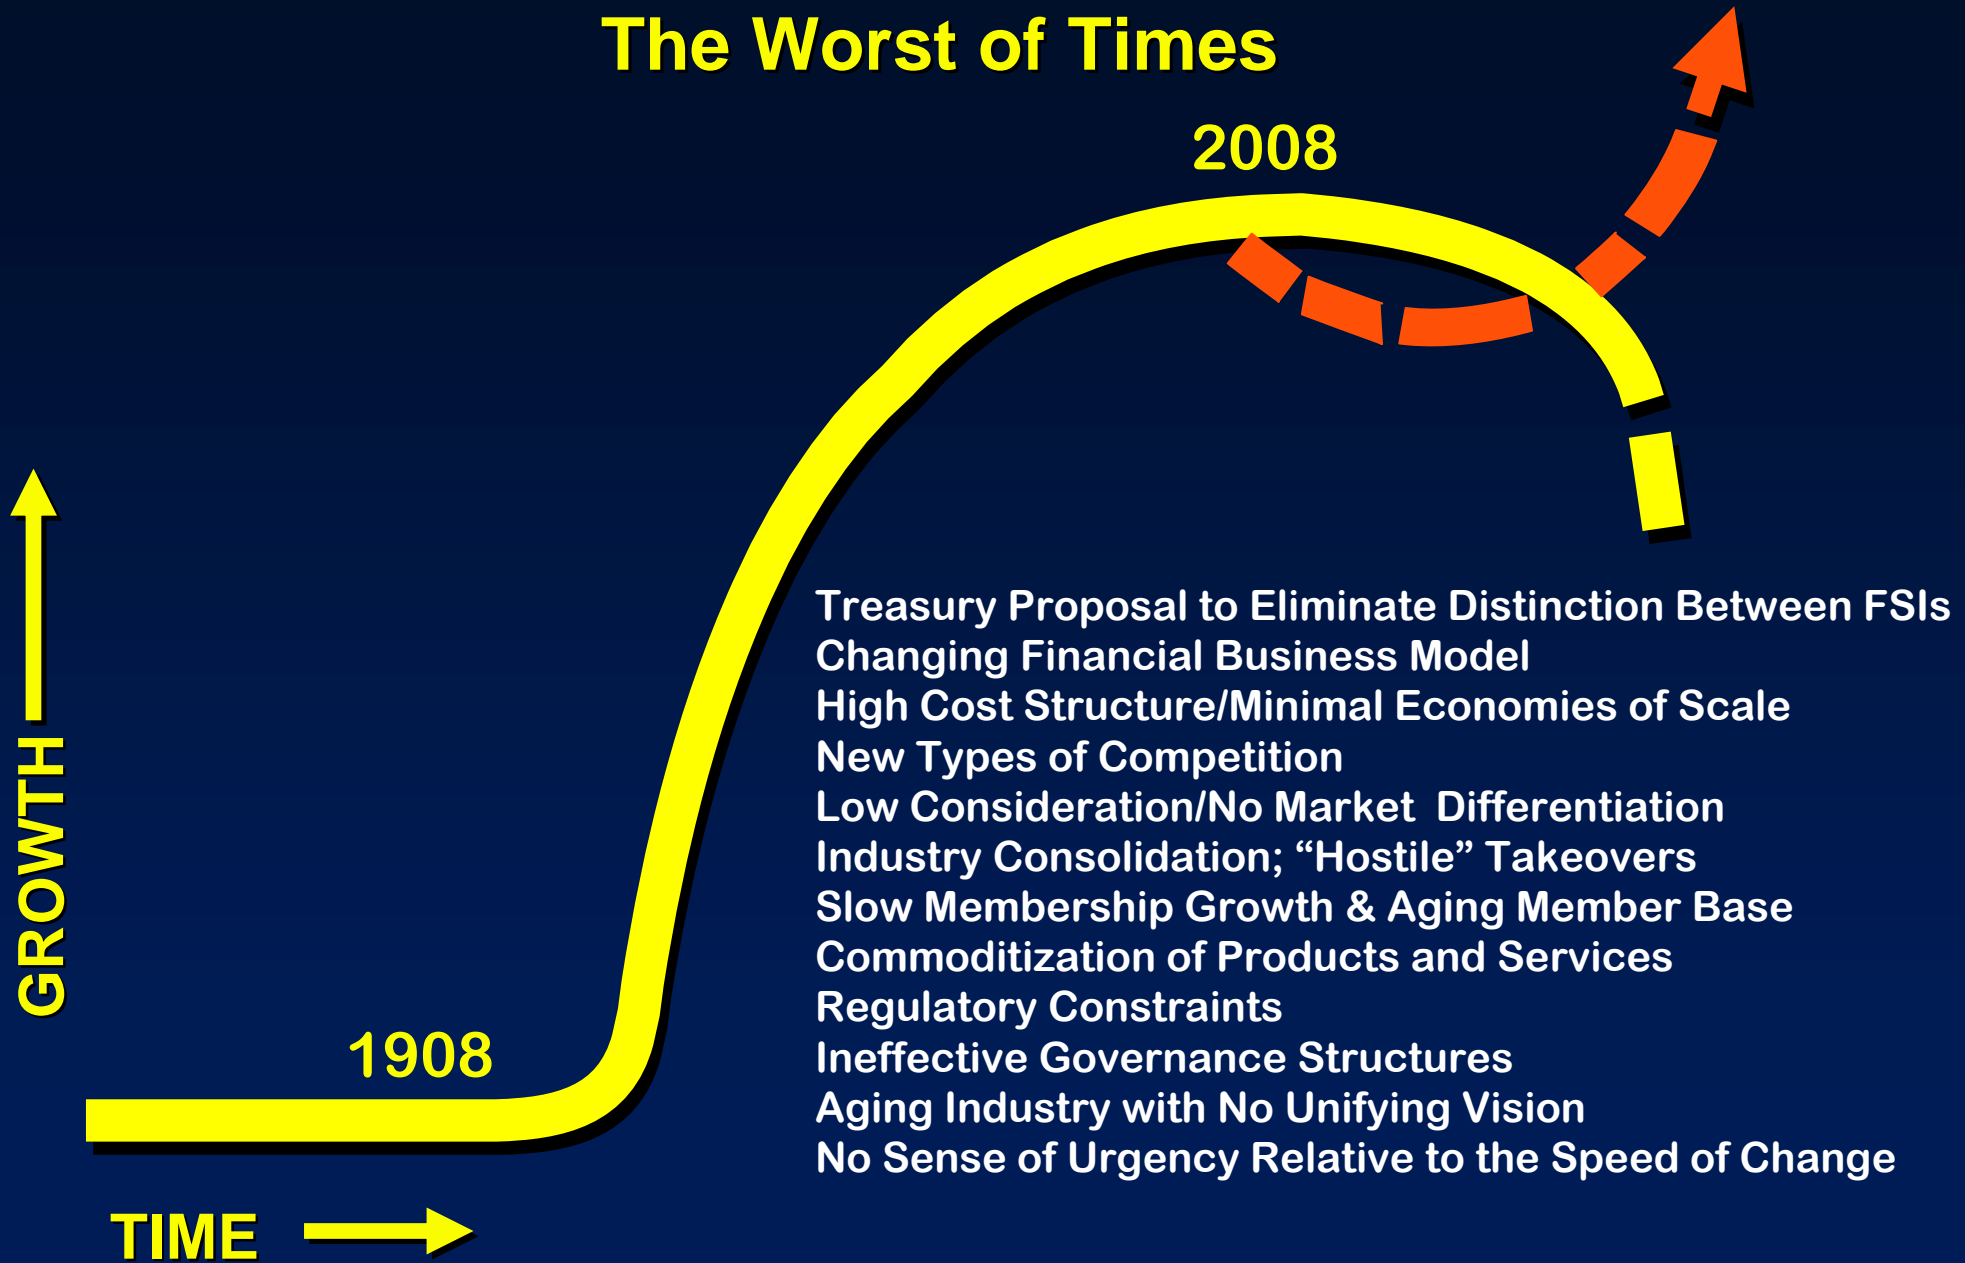 The Worst of Times
2008
Treasury Proposal to Eliminate Distinction Between FSIs
Changing Financial Business Model
High Cost Structure/Minimal Economies of Scale
New Types of Competition
Low Consideration/No Market  Differentiation
Industry Consolidation; “Hostile” Takeovers
Slow Membership Growth & Aging Member Base
Commoditization of Products and Services
Regulatory Constraints
Ineffective Governance Structures
Aging Industry with No Unifying Vision
No Sense of Urgency Relative to the Speed of Change
GROWTH
1908
TIME